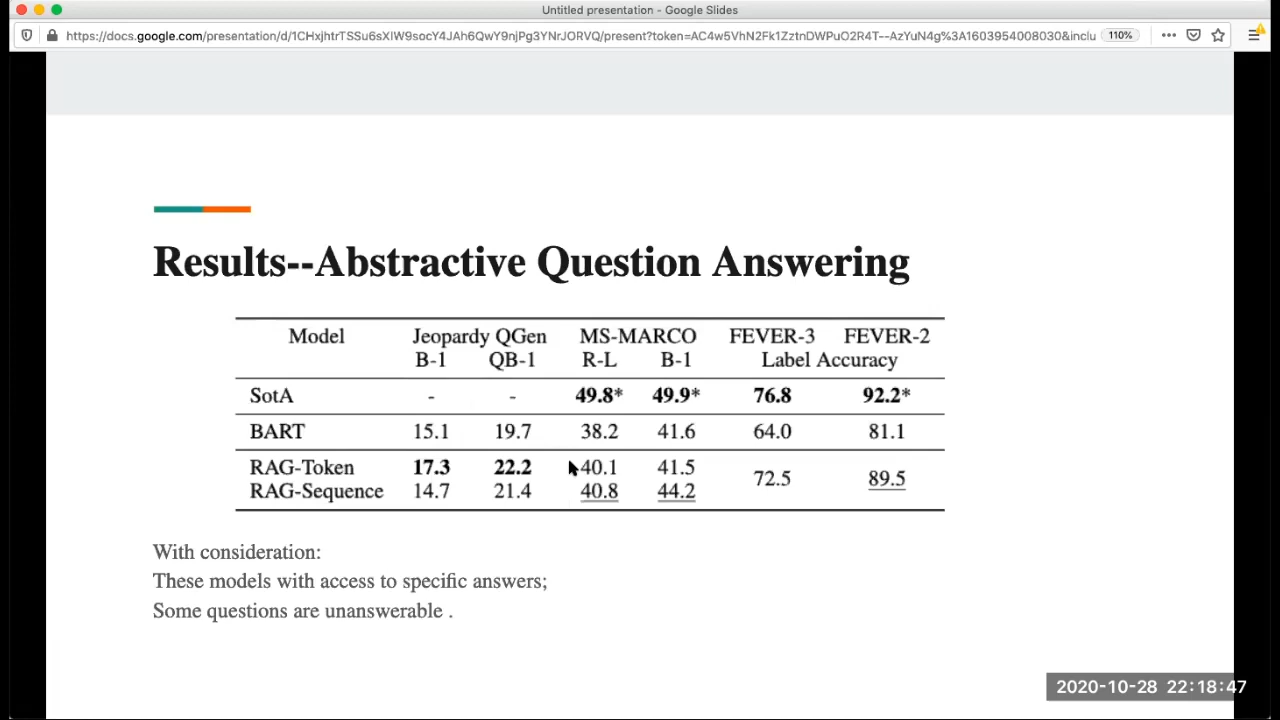 Untitled presentation - Google Slides
https://docs.google.com/presentation/d/1CHxjhtrTSSu6sXIW9socY4JAh6QwY9njPg3YNrJORVQ/present?token=AC4w5VhN2Fk1ZztnDWPuO2R4T--AzYuN4g%3A1603954008030&inclu 110%
Results--Abstractive Question Answering
Model Jeopardy QGen MS-MARCO FEVER-3 FEVER-2
B-1 QB-1 R-L B-1 Label Accuracy
SotA - - 49.8* 49.9* 76.8 92.2*
BART 15.1 19.7 38.2 41.6 64.0 81.1
RAG-Token 17.3 22.2 40.1 41.5 72.5 89.5
RAG-Sequence 14.7 21.4 40.8 44.2
With consideration:
These models with access to specific answers;
Some questions are unanswerable .
2020-10-28 22:18:47